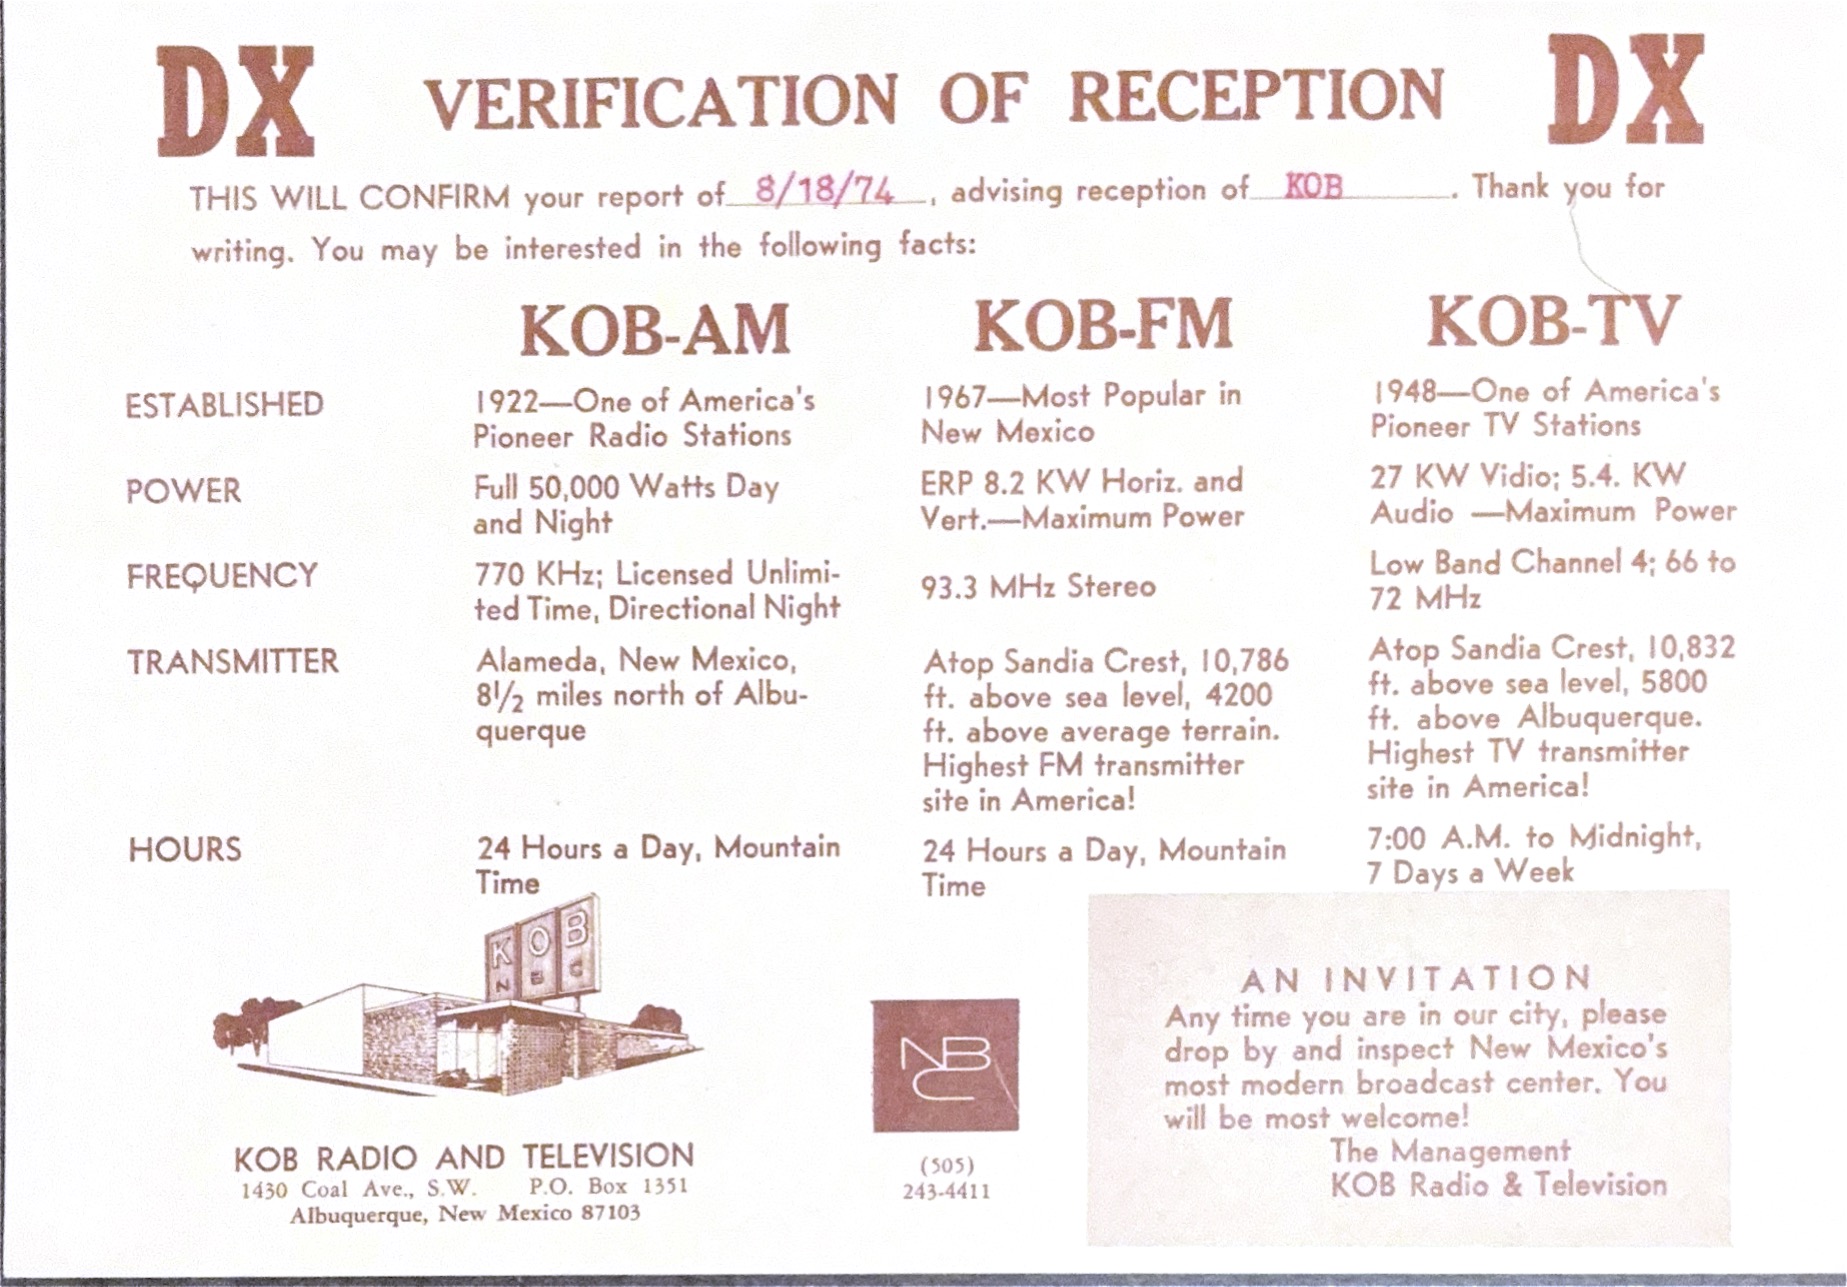 DX VERIFICATION OF RECEPTION DX
THIS WILL CONFIRM your report of 8/18/74, advising reception of KOB. Thank you for
writing. You may be interested in the following facts:
KOB-AM KOB-FM KOB-TV
ESTABLISHED
1922—One of America's
Pioneer Radio Stations
1967—Most Popular in
New Mexico
1948—One of America's
Pioneer TV Stations
POWER
Full 50,000 Watts Day
and Night
ERP 8.2 KW Horiz. and
Vert.—Maximum Power
27 KW Vidio; 5.4. KW
Audio —Maximum Power
FREQUENCY
770 KHz; Licensed Unlimi-
ted Time, Directional Night
93.3 MHz Stereo
Low Band Channel 4; 66 to
72 MHz
TRANSMITTER
Alameda, New Mexico,
8½ miles north of Albu-
querque
Atop Sandia Crest, 10,786
ft. above sea level, 4200
ft. above average terrain.
Highest FM transmitter
site in America!
Atop Sandia Crest, 10,832
ft. above sea level, 5800
ft. above Albuquerque.
Highest TV transmitter
site in America!
HOURS
24 Hours a Day, Mountain
Time
24 Hours a Day, Mountain
Time
7:00 A.M. to Midnight,
7 Days a Week
KOB
NBC
KOB RADIO AND TELEVISION
1430 Coal Ave., S.W. P.O. Box 1351
Albuquerque, New Mexico 87103
NBC
(505)
243-4411
AN INVITATION
Any time you are in our city, please
drop by and inspect New Mexico's
most modern broadcast center. You
will be most welcome!
The Management
KOB Radio & Television